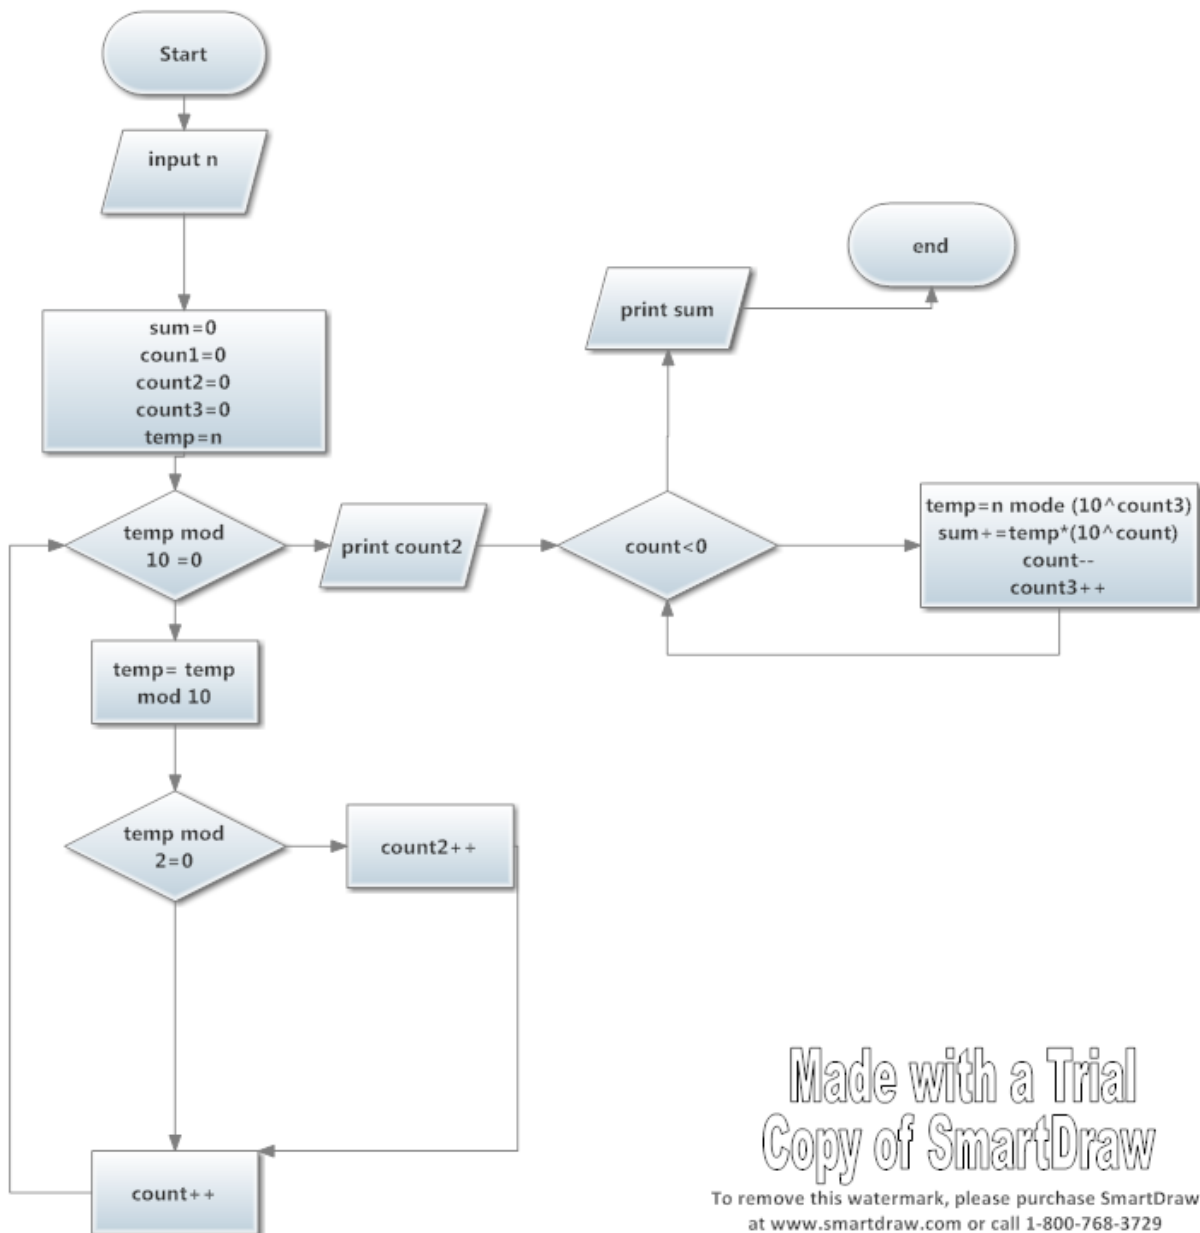 Start
input n
sum=0
coun1=0
count2=0
count3=0
temp=n
temp mod
10 =0
print count2
count<0
print sum
end
temp=n mode (10^count3)
sum+=temp*(10^count)
count--
count3++
temp= temp
mod 10
temp mod
2=0
count2++
count++
Made with a Trial
Copy of SmartDraw
To remove this watermark, please purchase SmartDraw
at www.smartdraw.com or call 1-800-768-3729